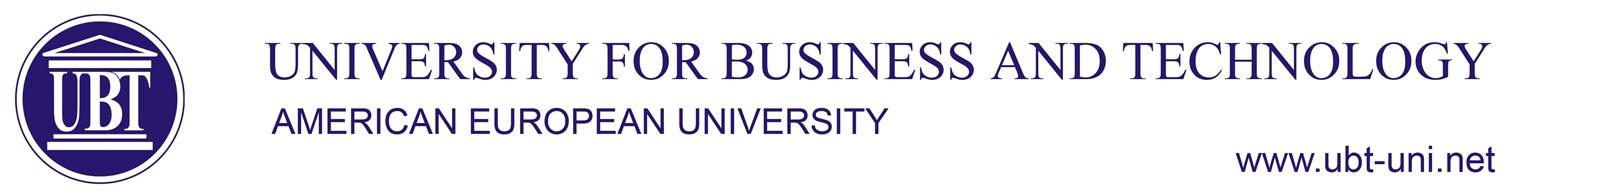 UBT
UNIVERSITY FOR BUSINESS AND TECHNOLOGY
AMERICAN EUROPEAN UNIVERSITY
www.ubt-uni.net